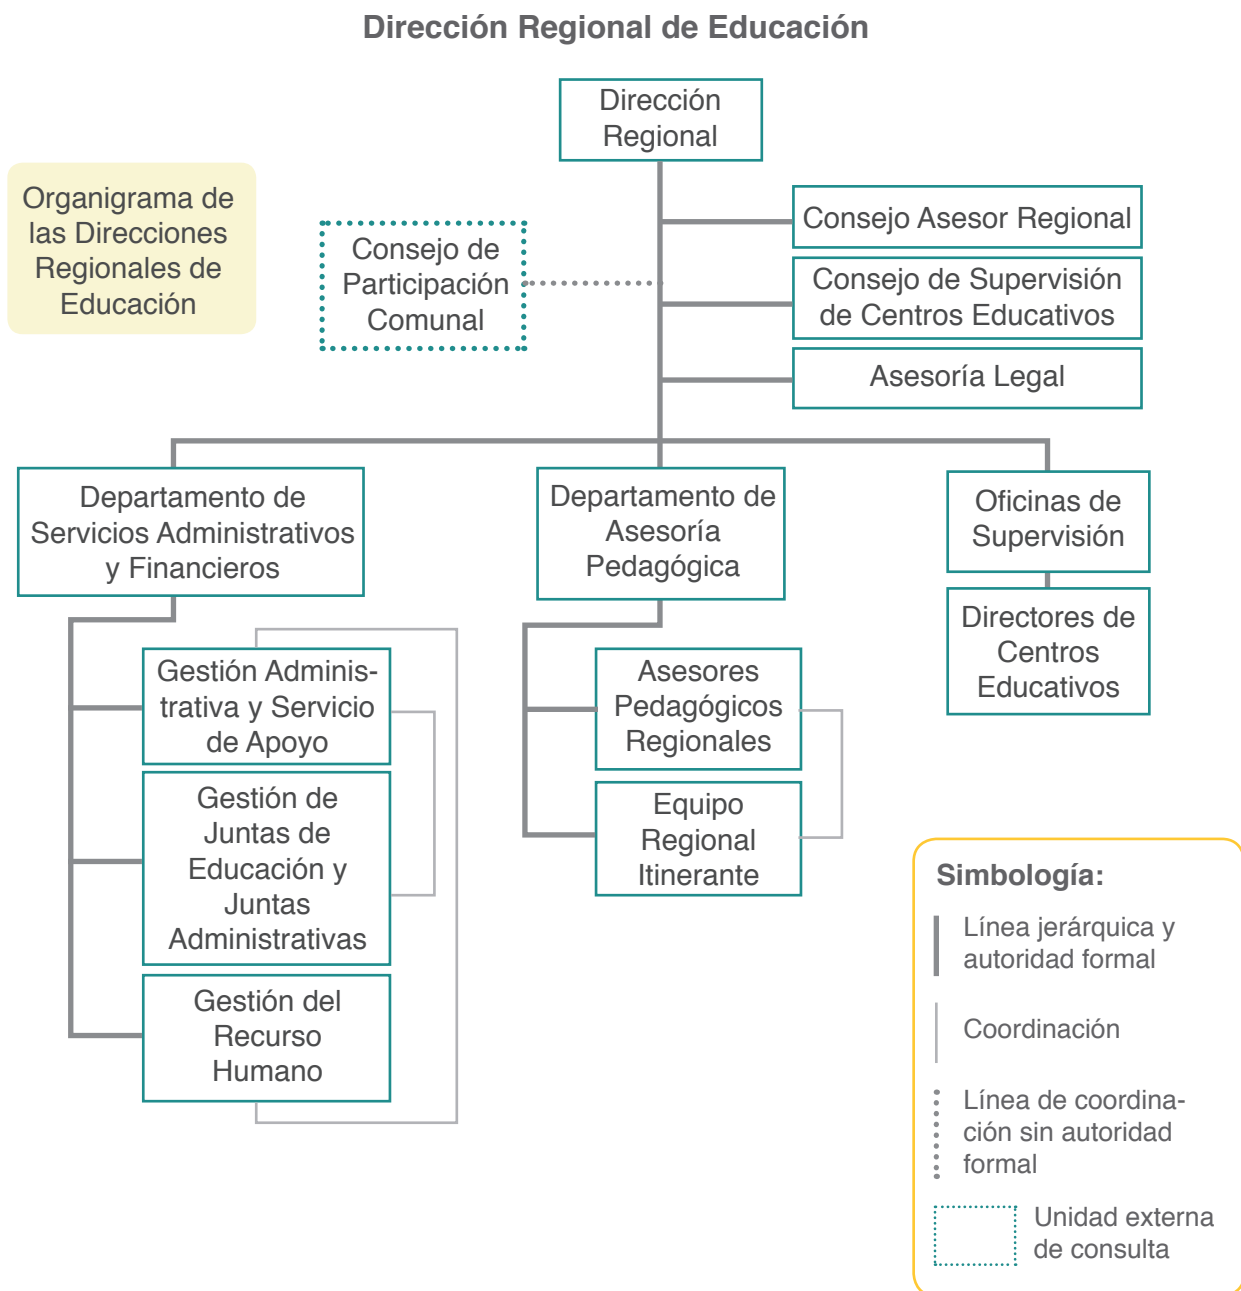 Dirección Regional de Educación
Dirección
Regional
Organigrama de
las Direcciones
Regionales de
Educación
Consejo de
Participación
Comunal
Consejo Asesor Regional
Consejo de Supervisión
de Centros Educativos
Asesoría Legal
Departamento de
Servicios Administrativos
y Financieros
Departamento de
Asesoría
Pedagógica
Oficinas de
Supervisión
Directores de
Centros
Educativos
Gestión Adminis-
trativa y Servicio
de Apoyo
Gestión de
Juntas de
Educación y
Juntas
Administrativas
Gestión del
Recurso
Humano
Asesores
Pedagógicos
Regionales
Equipo
Regional
Itinerante
Simbología:
Línea jerárquica y
autoridad formal
Coordinación
Línea de coordina-
ción sin autoridad
formal
Unidad externa
de consulta